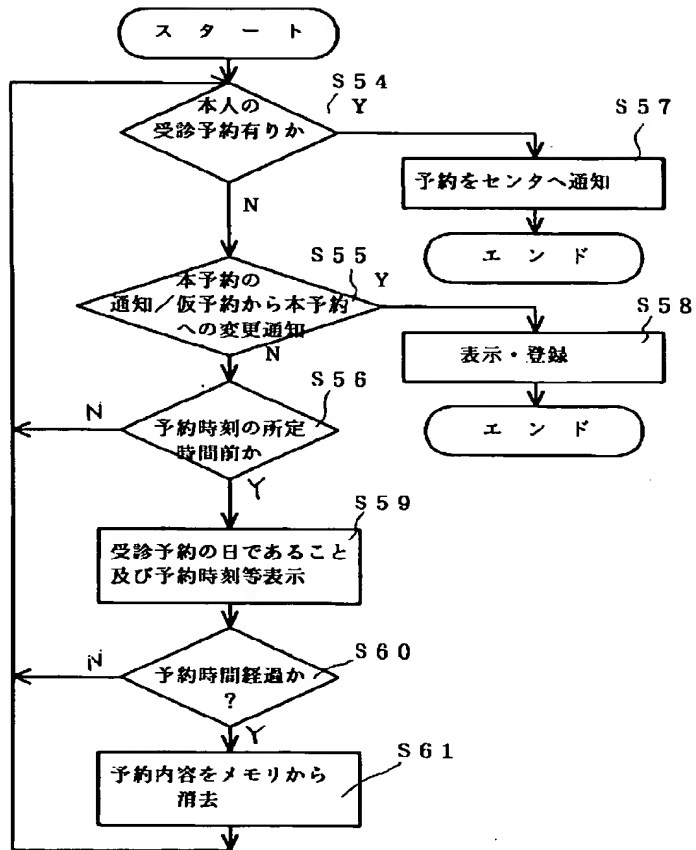 スタート
S54
本人の
受診予約有りか
Y
N
S57
予約をセンタへ通知
エンド
S55
本予約の
通知／仮予約から本予約
への変更通知
Y
N
S58
表示・登録
エンド
S56
予約時刻の所定
時間前か
N
Y
S59
受診予約の日であること
及び予約時刻等表示
S60
予約時間経過か
？
N
Y
S61
予約内容をメモリから
消去